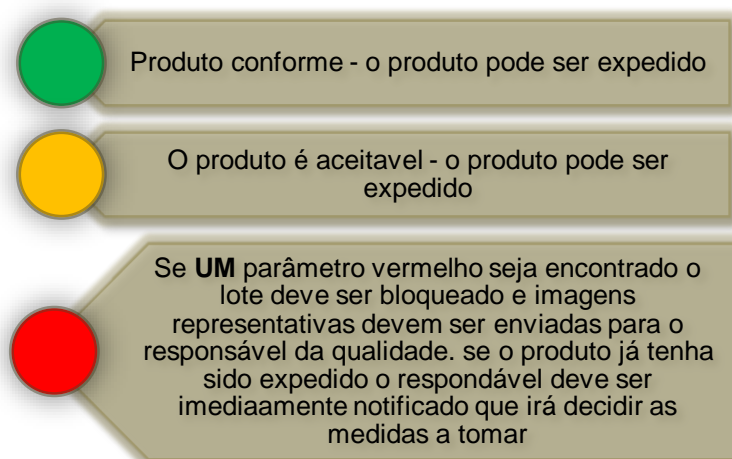 Produto conforme - o produto pode ser expedido
O produto é aceitavel - o produto pode ser
expedido
Se UM parâmetro vermelho seja encontrado o
lote deve ser bloqueado e imagens
representativas devem ser enviadas para o
responsável da qualidade. se o produto já tenha
sido expedido o respondável deve ser
imediaamente notificado que irá decidir as
medidas a tomar